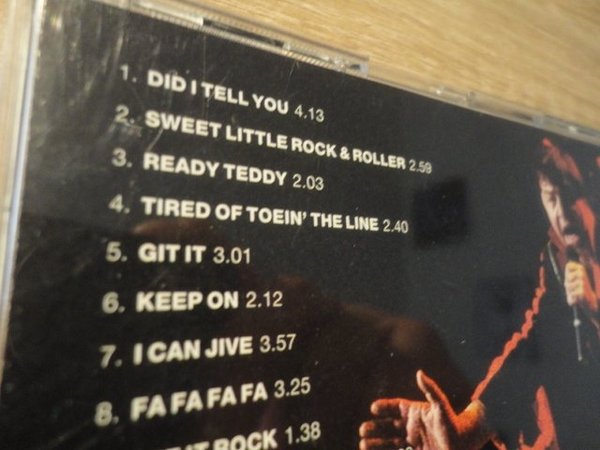 1. DID I TELL YOU 4.13
2. SWEET LITTLE ROCK & ROLLER 2.59
3. READY TEDDY 2.03
4. TIRED OF TOEIN' THE LINE 2.40
5. GIT IT 3.01
6. KEEP ON 2.12
7. I CAN JIVE 3.57
8. FA FA FA FA 3.25
ROCK 1.38